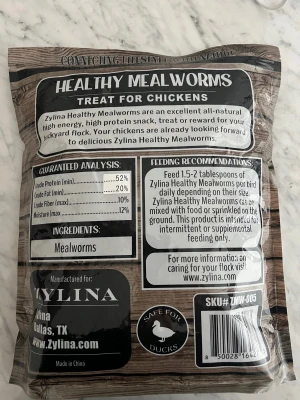 HEALTHY MEALWORMS
TREAT FOR CHICKENS
Zylina Healthy Mealworms are an excellent all-natural
high energy, high protein snack, treat or reward for your
backyard flock. Your chickens are already looking forward
to delicious Zylina Healthy Mealworms.
GUARANTEED ANALYSIS:
Crude Protein (min)......52%
Crude Fat (min)......20%
Crude Fiber (max)......10%
Moisture (max......12%
INGREDIENTS:
Mealworms
FEEDING RECOMMENDATIONS:
Feed 1.5-2 tablespoons of
Zylina Healthy Mealworms per bird
daily depending on their size.
Zylina Healthy Mealworms can be
mixed with food or sprinkled on the
ground. This product is intended for
intermittent or supplemental
feeding only.
For more information on
caring for your flock visit
www.zylina.com
Manufactured for:
ZYLINA
Zylina
Dallas, TX
www.Zylina.com
Made in China
SAFE FOR
DUCKS
SKU# ZMW-005